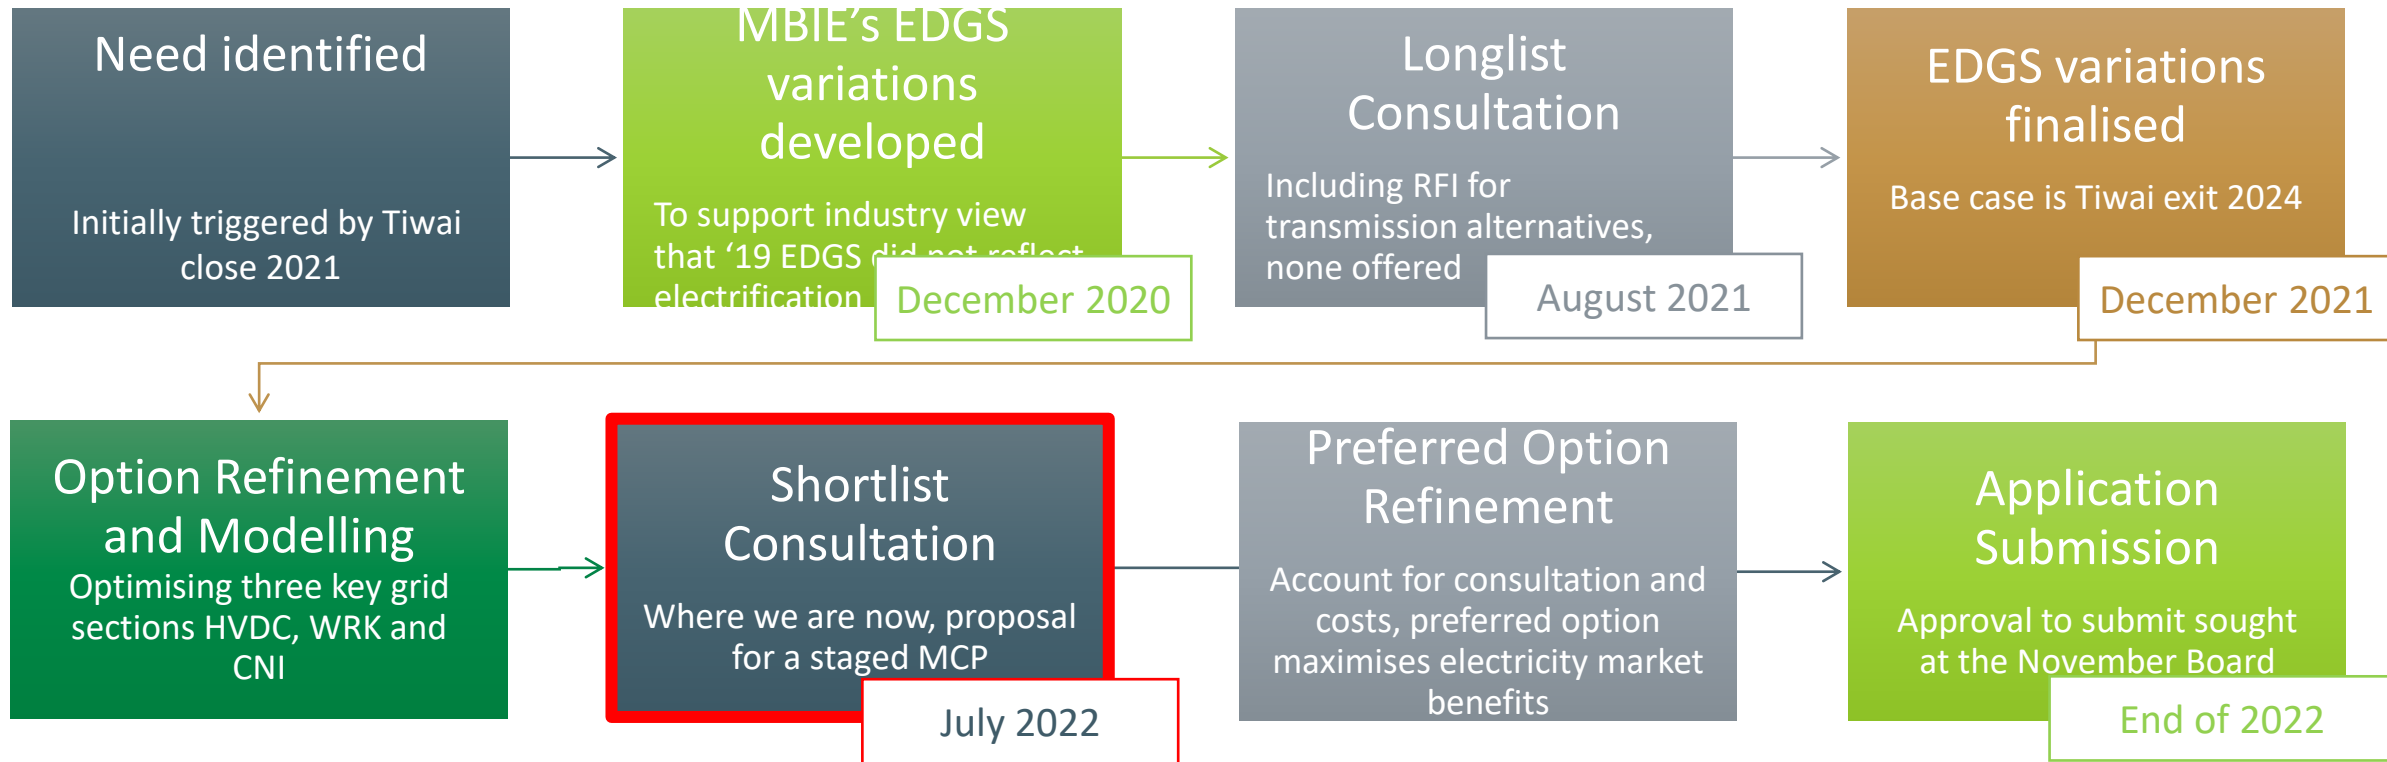 Need identified
Initially triggered by Tiwai
close 2021
MBIE's EDGS
variations
developed
To support industry view
that ‘19 EDGS did not reflect
electrification
December 2020
Longlist
Consultation
Including RFI for
transmission alternatives,
none offered
August 2021
EDGS variations
finalised
Base case is Tiwai exit 2024
December 2021
Option Refinement
and Modelling
Optimising three key grid
sections HVDC, WRK and
CNI
Shortlist
Consultation
Where we are now, proposal
for a staged MCP
July 2022
Preferred Option
Refinement
Account for consultation and
costs, preferred option
maximises electricity market
benefits
Application
Submission
Approval to submit sought
at the November Board
End of 2022